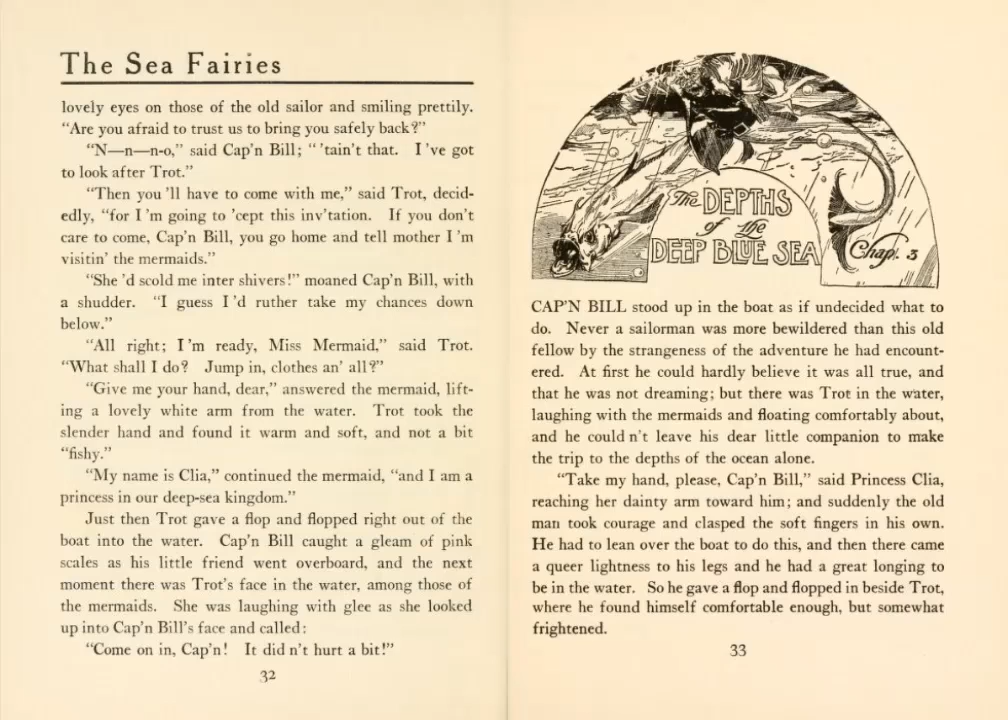 The Sea Fairies
lovely eyes on those of the old sailor and smiling prettily.
“Are you afraid to trust us to bring you safely back?”
“N—n—n-o,” said Cap'n Bill; “ 'tain't that. I 've got
to look after Trot.”
“Then you 'll have to come with me,” said Trot, decid-
edly, “for I 'm going to 'cept this inv'tation. If you don't
care to come, Cap'n Bill, you go home and tell mother I 'm
visitin' the mermaids.”
“She 'd scold me inter shivers!” moaned Cap'n Bill, with
a shudder. “I guess I 'd ruther take my chances down
below.”
“All right; I 'm ready, Miss Mermaid,” said Trot.
“What shall I do? Jump in, clothes an' all?”
“Give me your hand, dear,” answered the mermaid, lift-
ing a lovely white arm from the water. Trot took the
slender hand and found it warm and soft, and not a bit
“fishy.”
“My name is Clia,” continued the mermaid, “and I am a
princess in our deep-sea kingdom.”
Just then Trot gave a flop and flopped right out of the
boat into the water. Cap'n Bill caught a gleam of pink
scales as his little friend went overboard, and the next
moment there was Trot's face in the water, among those of
the mermaids. She was laughing with glee as she looked
up into Cap'n Bill's face and called:
“Come on in, Cap'n! It did n't hurt a bit!”
32
The DEPTHS
of the
DEEP BLUE SEA
Chap. 3
CAP'N BILL stood up in the boat as if undecided what to
do. Never a sailorman was more bewildered than this old
fellow by the strangeness of the adventure he had encount-
ered. At first he could hardly believe it was all true, and
that he was not dreaming; but there was Trot in the water,
laughing with the mermaids and floating comfortably about,
and he could n't leave his dear little companion to make
the trip to the depths of the ocean alone.
“Take my hand, please, Cap'n Bill,” said Princess Clia,
reaching her dainty arm toward him; and suddenly the old
man took courage and clasped the soft fingers in his own.
He had to lean over the boat to do this, and then there came
a queer lightness to his legs and he had a great longing to
be in the water. So he gave a flop and flopped in beside Trot,
where he found himself comfortable enough, but somewhat
frightened.
33